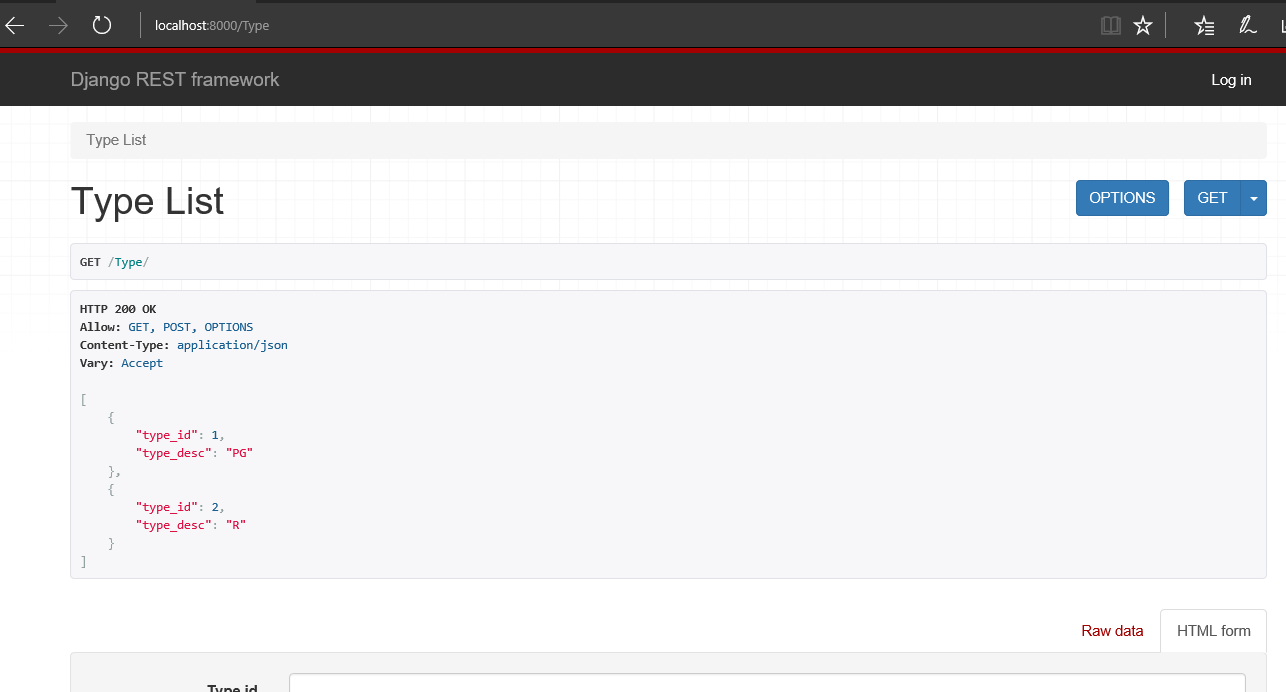 localhost:8000/Type
Django REST framework
Log in
Type List
Type List
OPTIONS
GET
GET /Type/
HTTP 200 OK
Allow: GET, POST, OPTIONS
Content-Type: application/json
Vary: Accept
[
{
"type_id": 1,
"type_desc": "PG"
},
{
"type_id": 2,
"type_desc": "R"
}
]
Raw data
HTML form
Type id